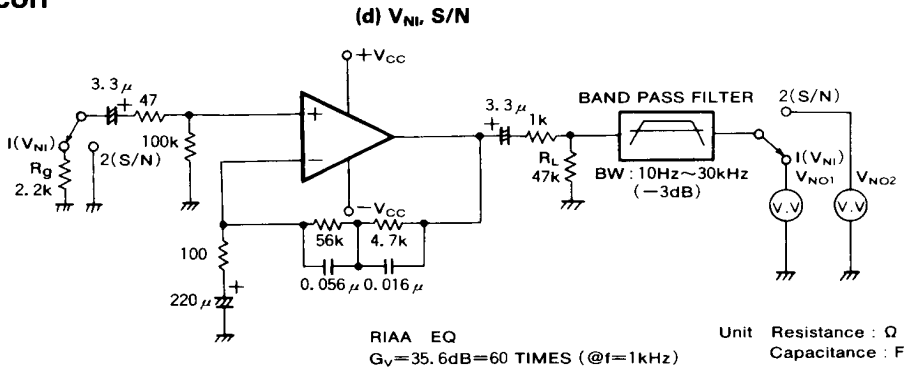 (d) V_NI, S/N
+V_CC
3.3μ
+
47
100k
1(V_NI)
2(S/N)
Rg
2.2k
+
−
−V_CC
3.3μ
+
1k
R_L
47k
BAND PASS FILTER
BW : 10Hz~30kHz
(−3dB)
2(S/N)
1(V_NI)
V_NO1
V_NO2
V.V
V.V
56k
4.7k
0.056μ
0.016μ
100
+
220μ
RIAA EQ
G_v=35.6dB=60 TIMES (@f=1kHz)
Unit Resistance : Ω
Capacitance : F